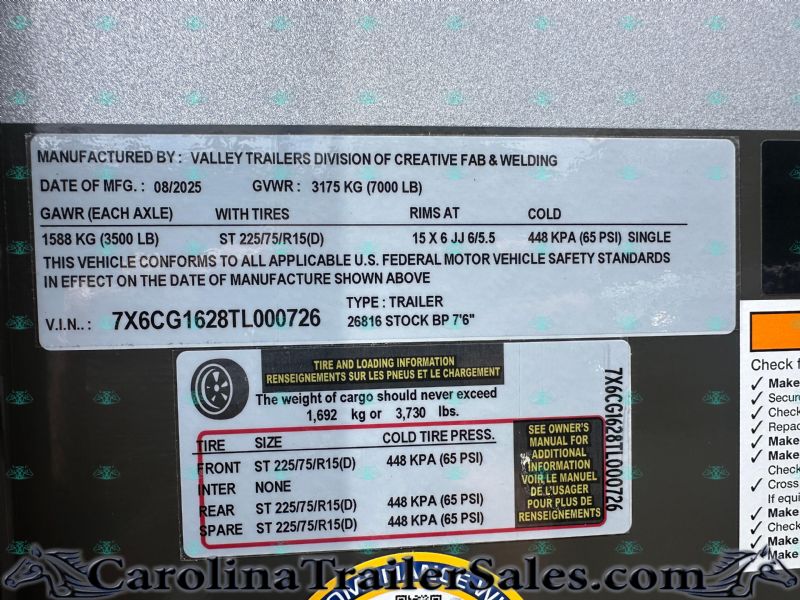 MANUFACTURED BY : VALLEY TRAILERS DIVISION OF CREATIVE FAB & WELDING
DATE OF MFG. : 08/2025 GVWR : 3175 KG (7000 LB)
GAWR (EACH AXLE) WITH TIRES RIMS AT COLD
1588 KG (3500 LB) ST 225/75/R15(D) 15 X 6 JJ 6/5.5 448 KPA (65 PSI) SINGLE
THIS VEHICLE CONFORMS TO ALL APPLICABLE U.S. FEDERAL MOTOR VEHICLE SAFETY STANDARDS
IN EFFECT ON THE DATE OF MANUFACTURE SHOWN ABOVE
TYPE : TRAILER
V.I.N.. : 7X6CG1628TL000726 26816 STOCK BP 7'6"
TIRE AND LOADING INFORMATION
RENSEIGNEMENTS SUR LES PNEUS ET LE CHARGEMENT
The weight of cargo should never exceed
1,692 kg or 3,730 lbs.
TIRE SIZE COLD TIRE PRESS.
FRONT ST 225/75/R15(D) 448 KPA (65 PSI)
INTER NONE
REAR ST 225/75/R15(D) 448 KPA (65 PSI)
SPARE ST 225/75/R15(D) 448 KPA (65 PSI)
SEE OWNER'S
MANUAL FOR
ADDITIONAL
INFORMATION
VOIR LE MANUEL
DE L'USAGER
POUR PLUS DE
RENSEIGNEMENTS
7X6CG1628TL000726
Check
Make
Check
Make
Make
Check
Cross
Make
Check
Make
CarolinaTrailerSales.com